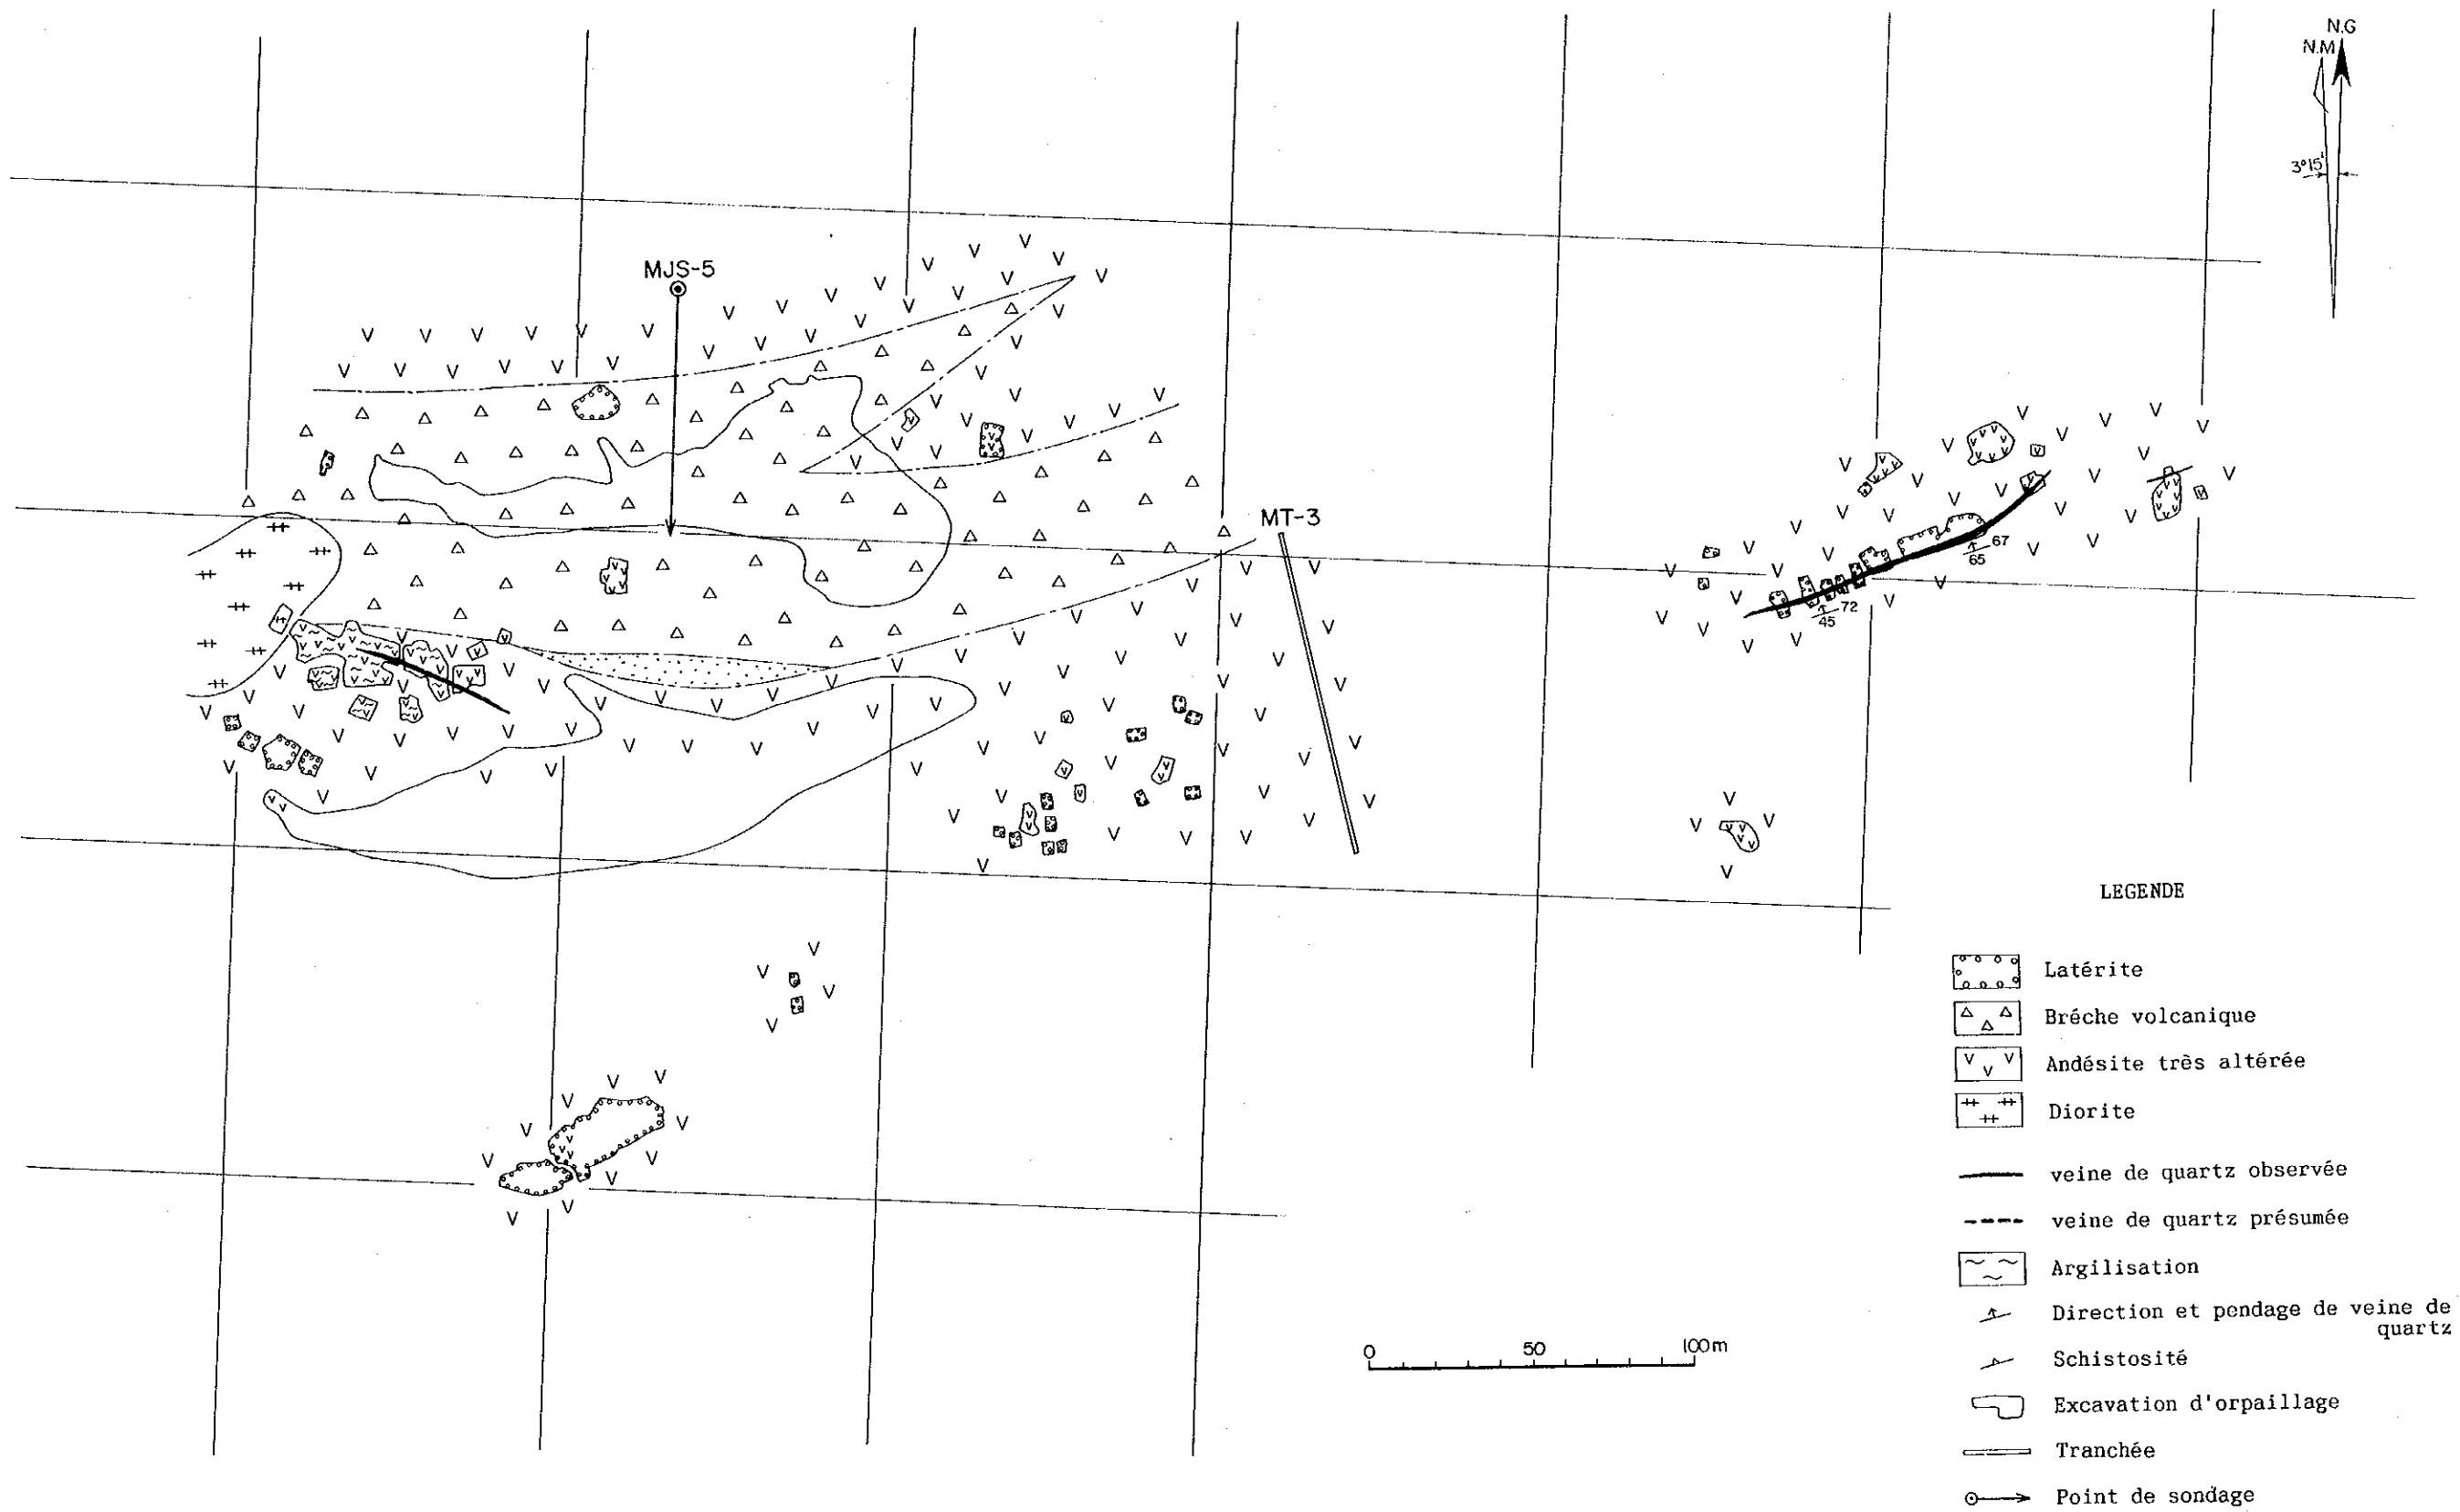 N.G
N.M
3°15'
MJS-5
MT-3
67
65
72
45
LEGENDE
Latérite
Bréche volcanique
Andésite très altérée
Diorite
veine de quartz observée
veine de quartz présumée
Argilisation
Direction et pendage de veine de
quartz
Schistosité
Excavation d'orpaillage
Tranchée
Point de sondage
0 50 100m